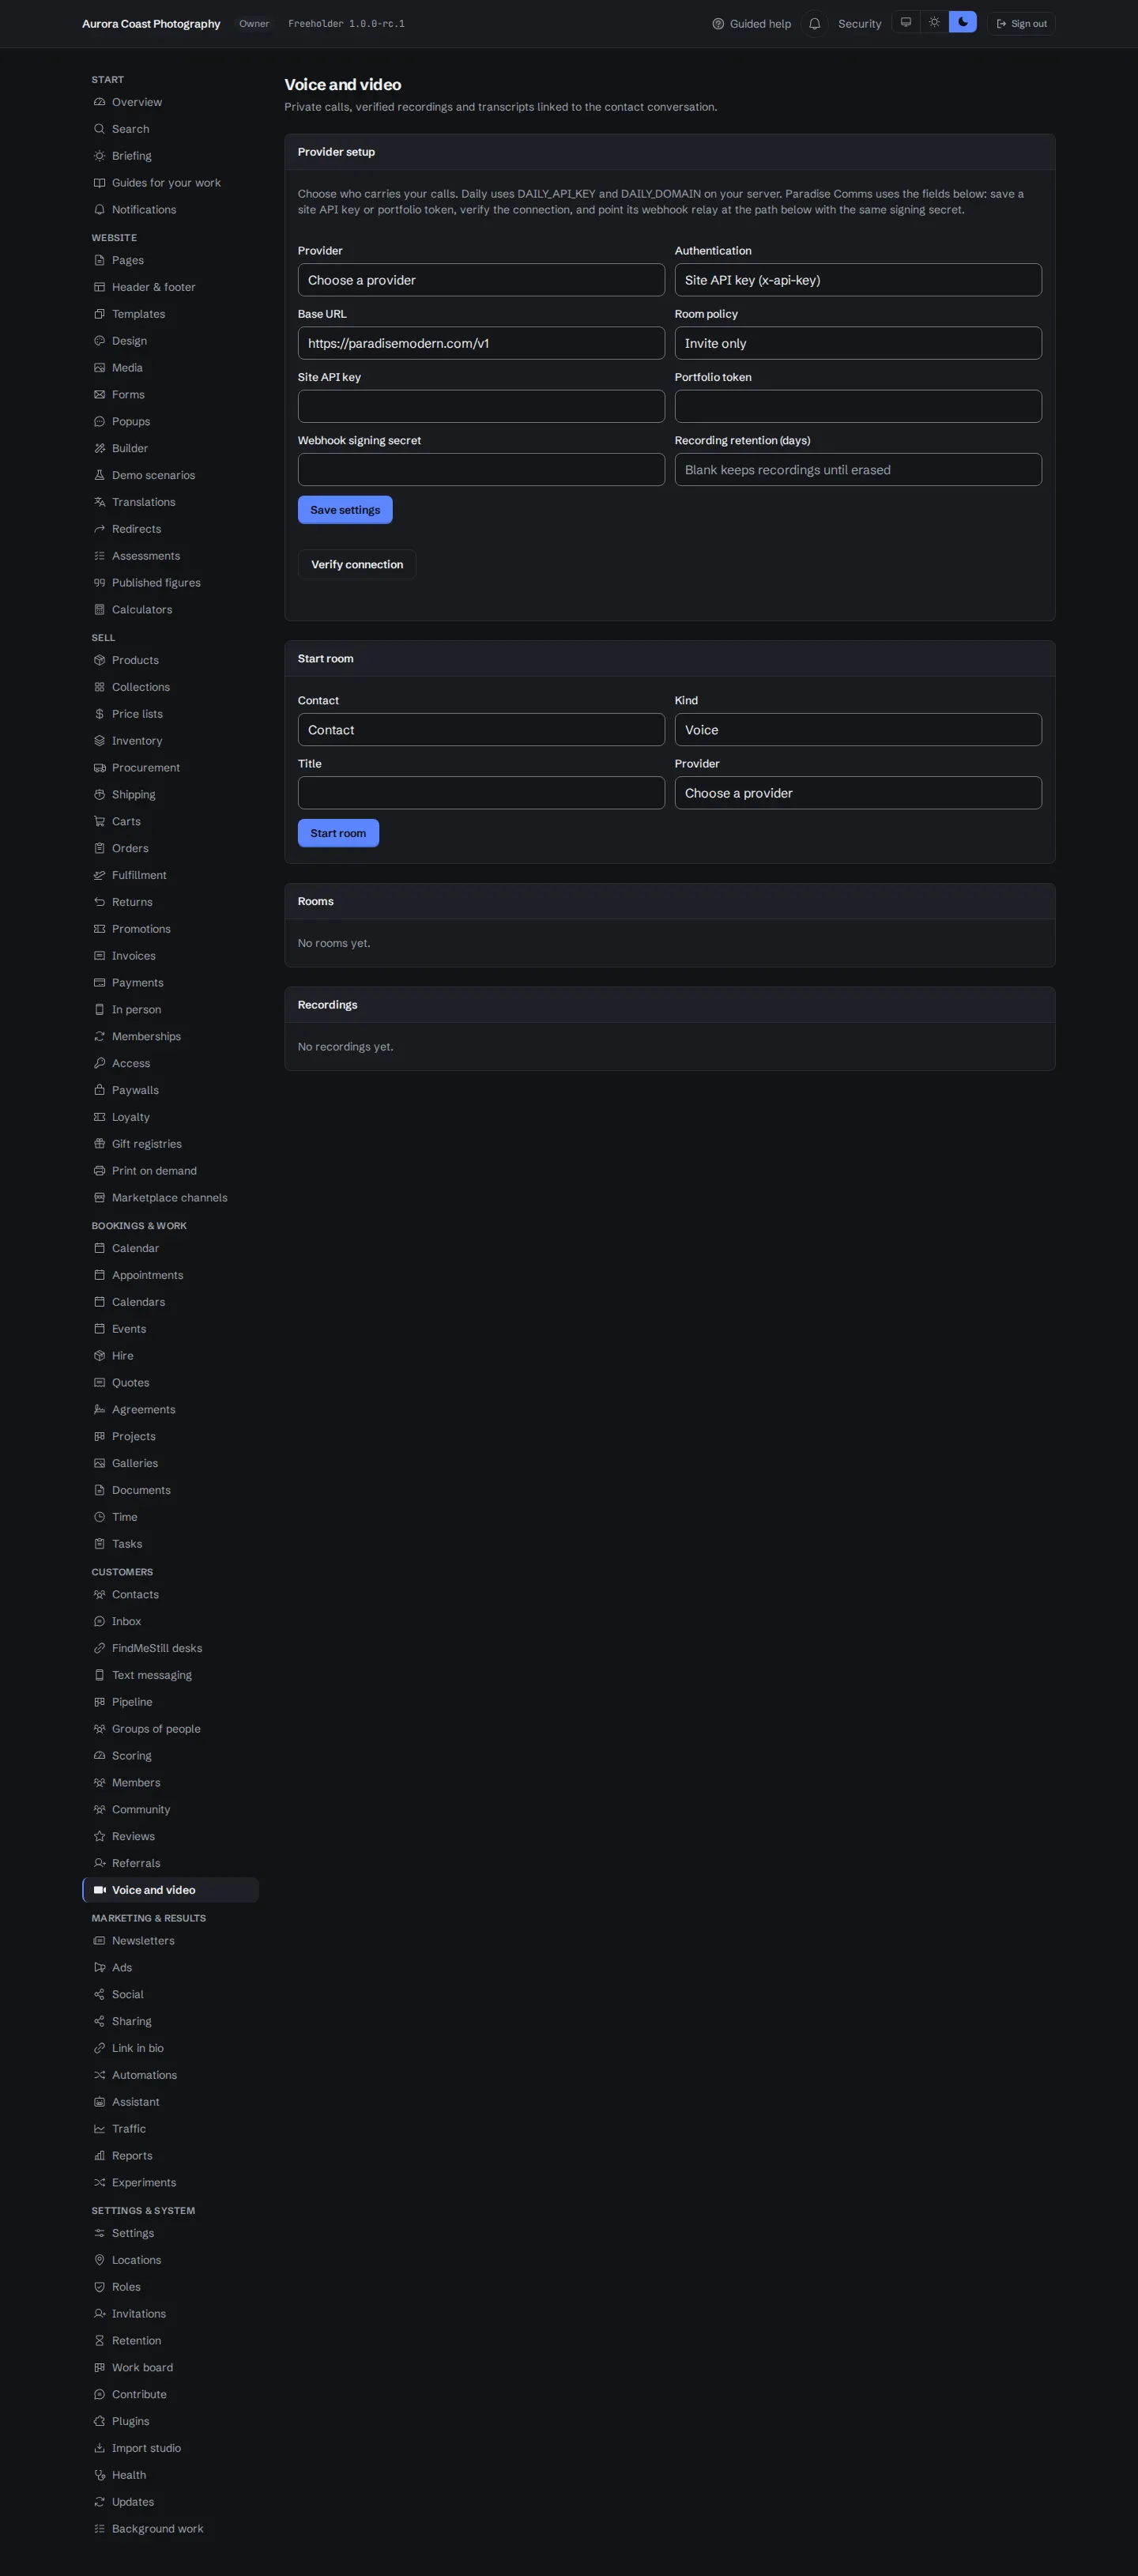 Aurora Coast Photography
Owner
Freeholder 1.0.0-rc.1
Guided help
Security
Sign out
START
Overview
Search
Briefing
Guides for your work
Notifications
WEBSITE
Pages
Header & footer
Templates
Design
Media
Forms
Popups
Builder
Demo scenarios
Translations
Redirects
Assessments
Published figures
Calculators
SELL
Products
Collections
Price lists
Inventory
Procurement
Shipping
Carts
Orders
Fulfillment
Returns
Promotions
Invoices
Payments
In person
Memberships
Access
Paywalls
Loyalty
Gift registries
Print on demand
Marketplace channels
BOOKINGS & WORK
Calendar
Appointments
Calendars
Events
Hire
Quotes
Agreements
Projects
Galleries
Documents
Time
Tasks
CUSTOMERS
Contacts
Inbox
FindMeStill desks
Text messaging
Pipeline
Groups of people
Scoring
Members
Community
Reviews
Referrals
Voice and video
MARKETING & RESULTS
Newsletters
Ads
Social
Sharing
Link in bio
Automations
Assistant
Traffic
Reports
Experiments
SETTINGS & SYSTEM
Settings
Locations
Roles
Invitations
Retention
Work board
Contribute
Plugins
Import studio
Health
Updates
Background work
Voice and video
Private calls, verified recordings and transcripts linked to the contact conversation.
Provider setup
Choose who carries your calls. Daily uses DAILY_API_KEY and DAILY_DOMAIN on your server. Paradise Comms uses the fields below: save a
site API key or portfolio token, verify the connection, and point its webhook relay at the path below with the same signing secret.
Provider
Choose a provider
Authentication
Site API key (x-api-key)
Base URL
https://paradisemodern.com/v1
Room policy
Invite only
Site API key
Portfolio token
Webhook signing secret
Recording retention (days)
Blank keeps recordings until erased
Save settings
Verify connection
Start room
Contact
Contact
Kind
Voice
Title
Provider
Choose a provider
Start room
Rooms
No rooms yet.
Recordings
No recordings yet.